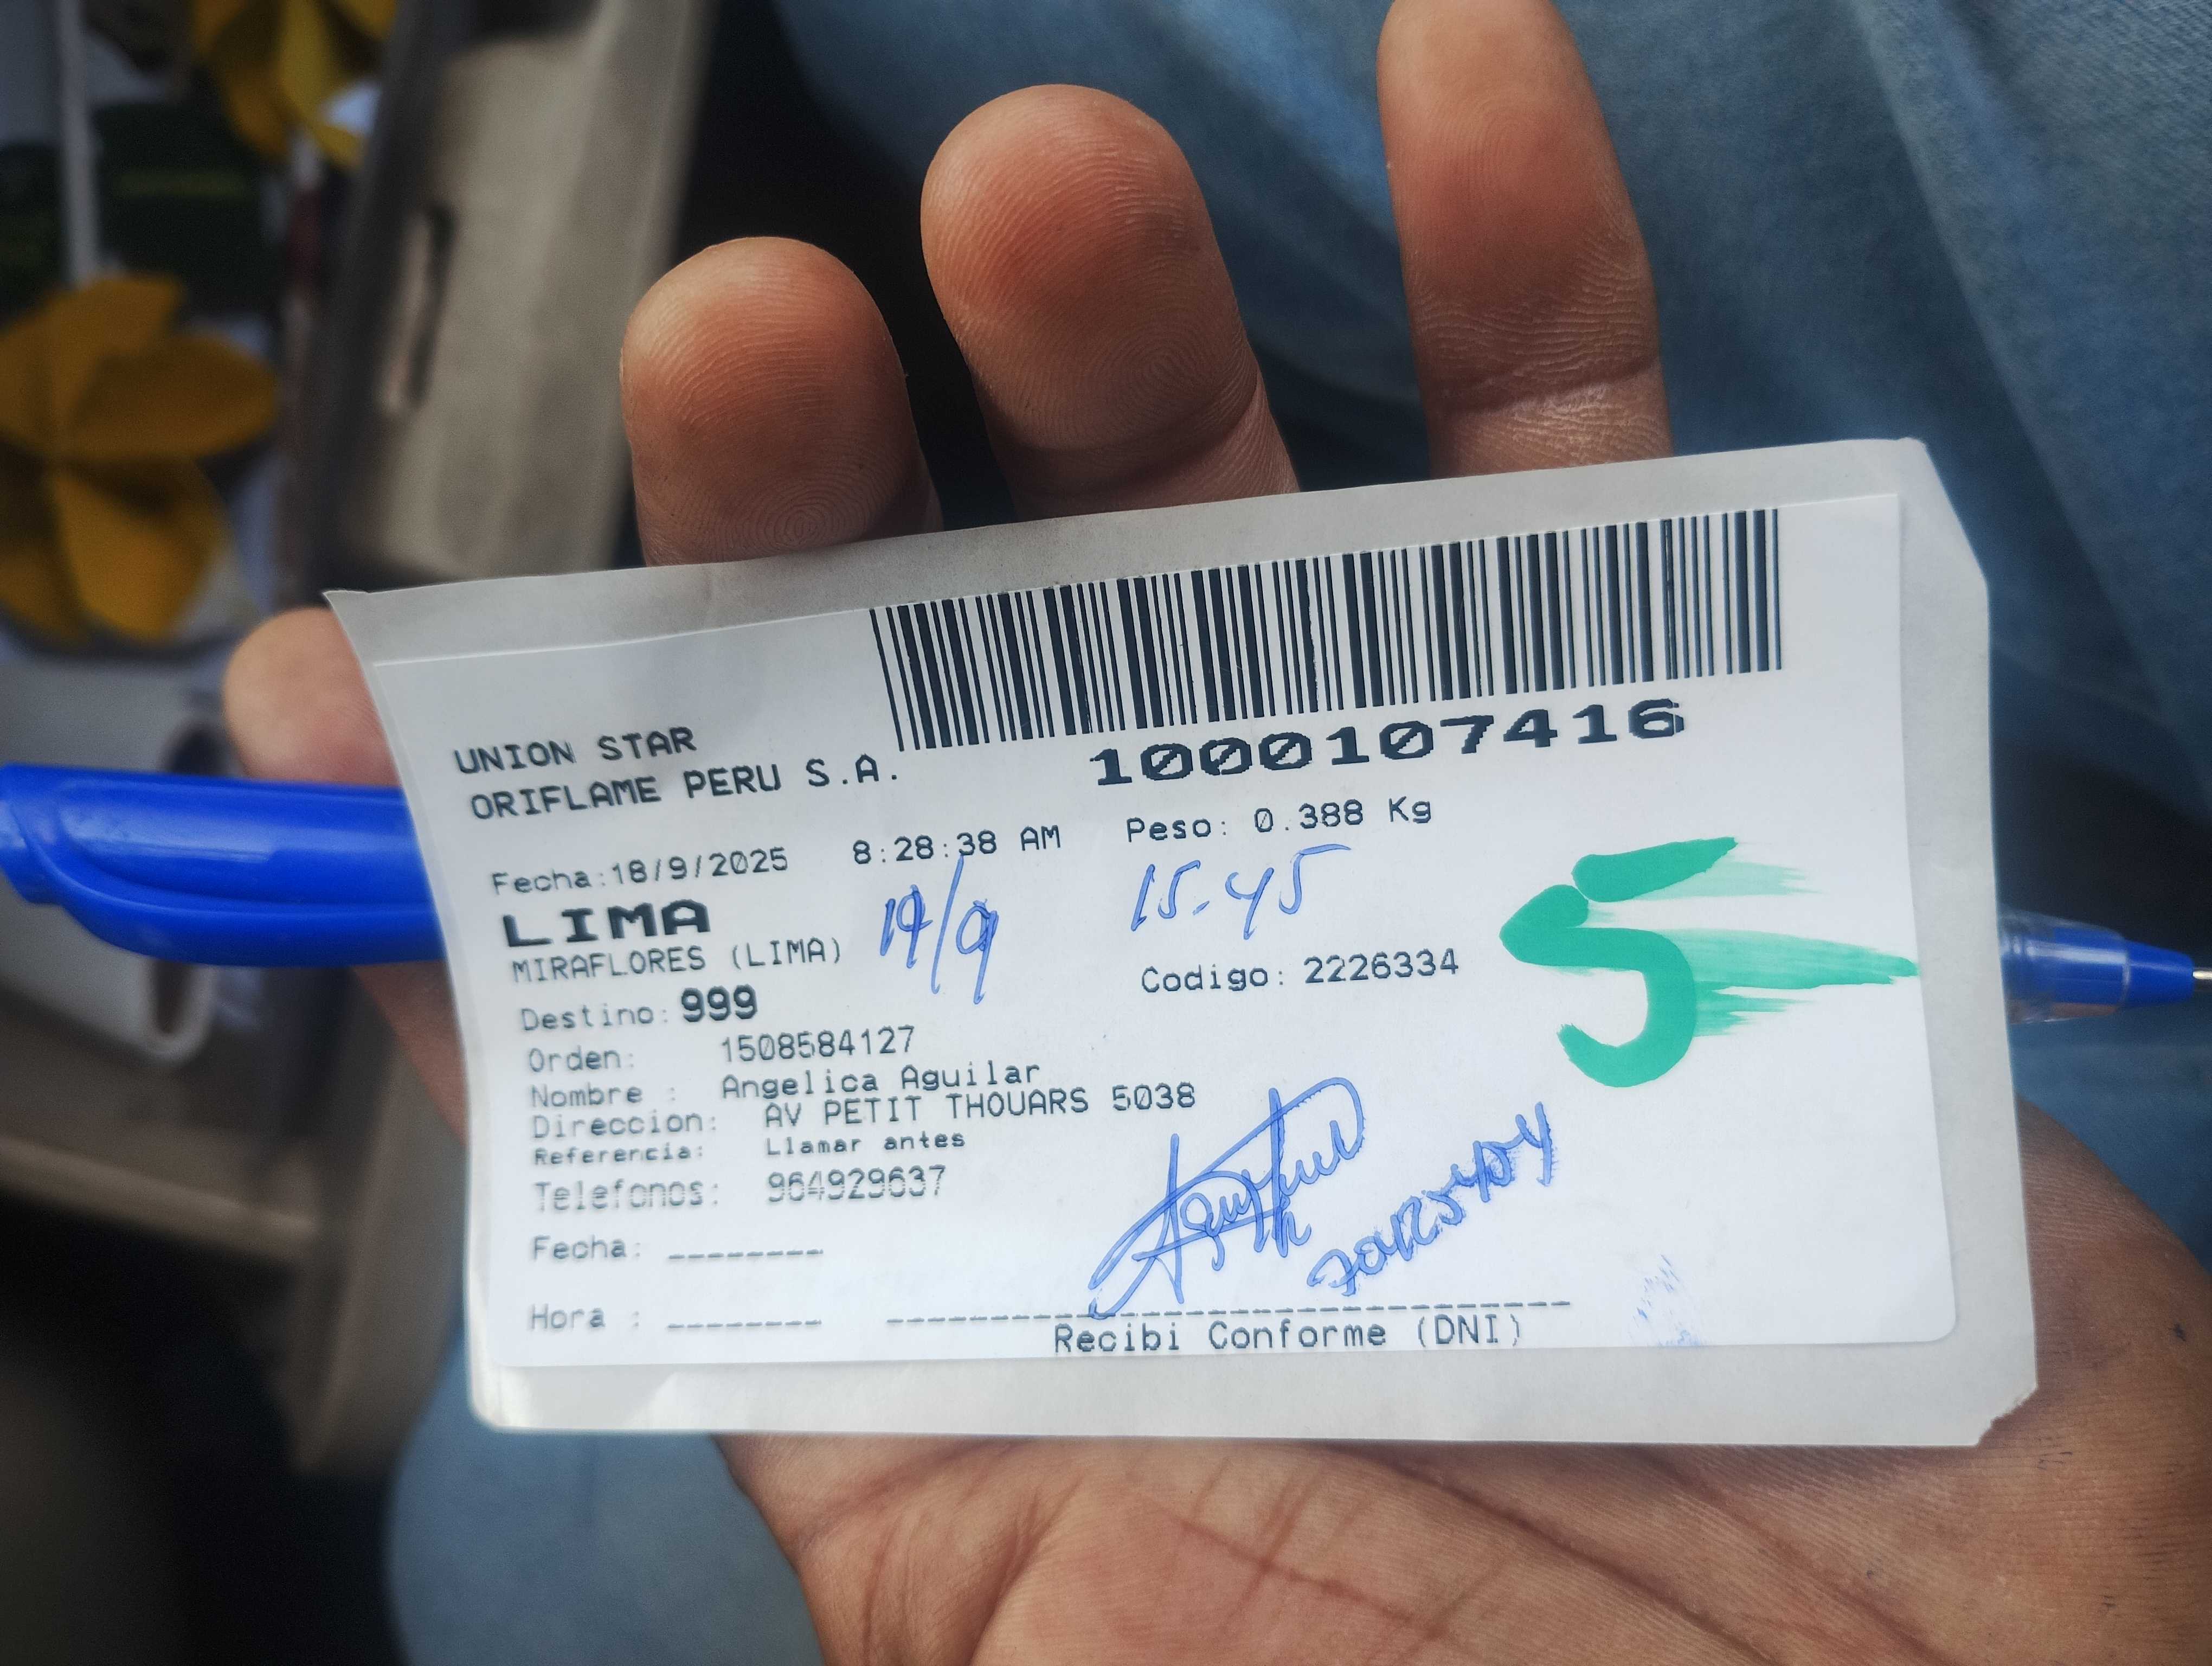 1000107416
UNION STAR
ORIFLAME PERU S.A.
Fecha:18/9/2025 8:28:38 AM Peso: 0.388 Kg
LIMA
19/9 15-45
5
MIRAFLORES (LIMA)
Codigo: 2226334
Destino: 999
Orden: 1508584127
Nombre : Angelica Aguilar
Direccion: AV PETIT THOUARS 5038
Referencia: Llamar antes
Telefonos: 964929637
Fecha: --------
Hora : --------
Recibi Conforme (DNI)